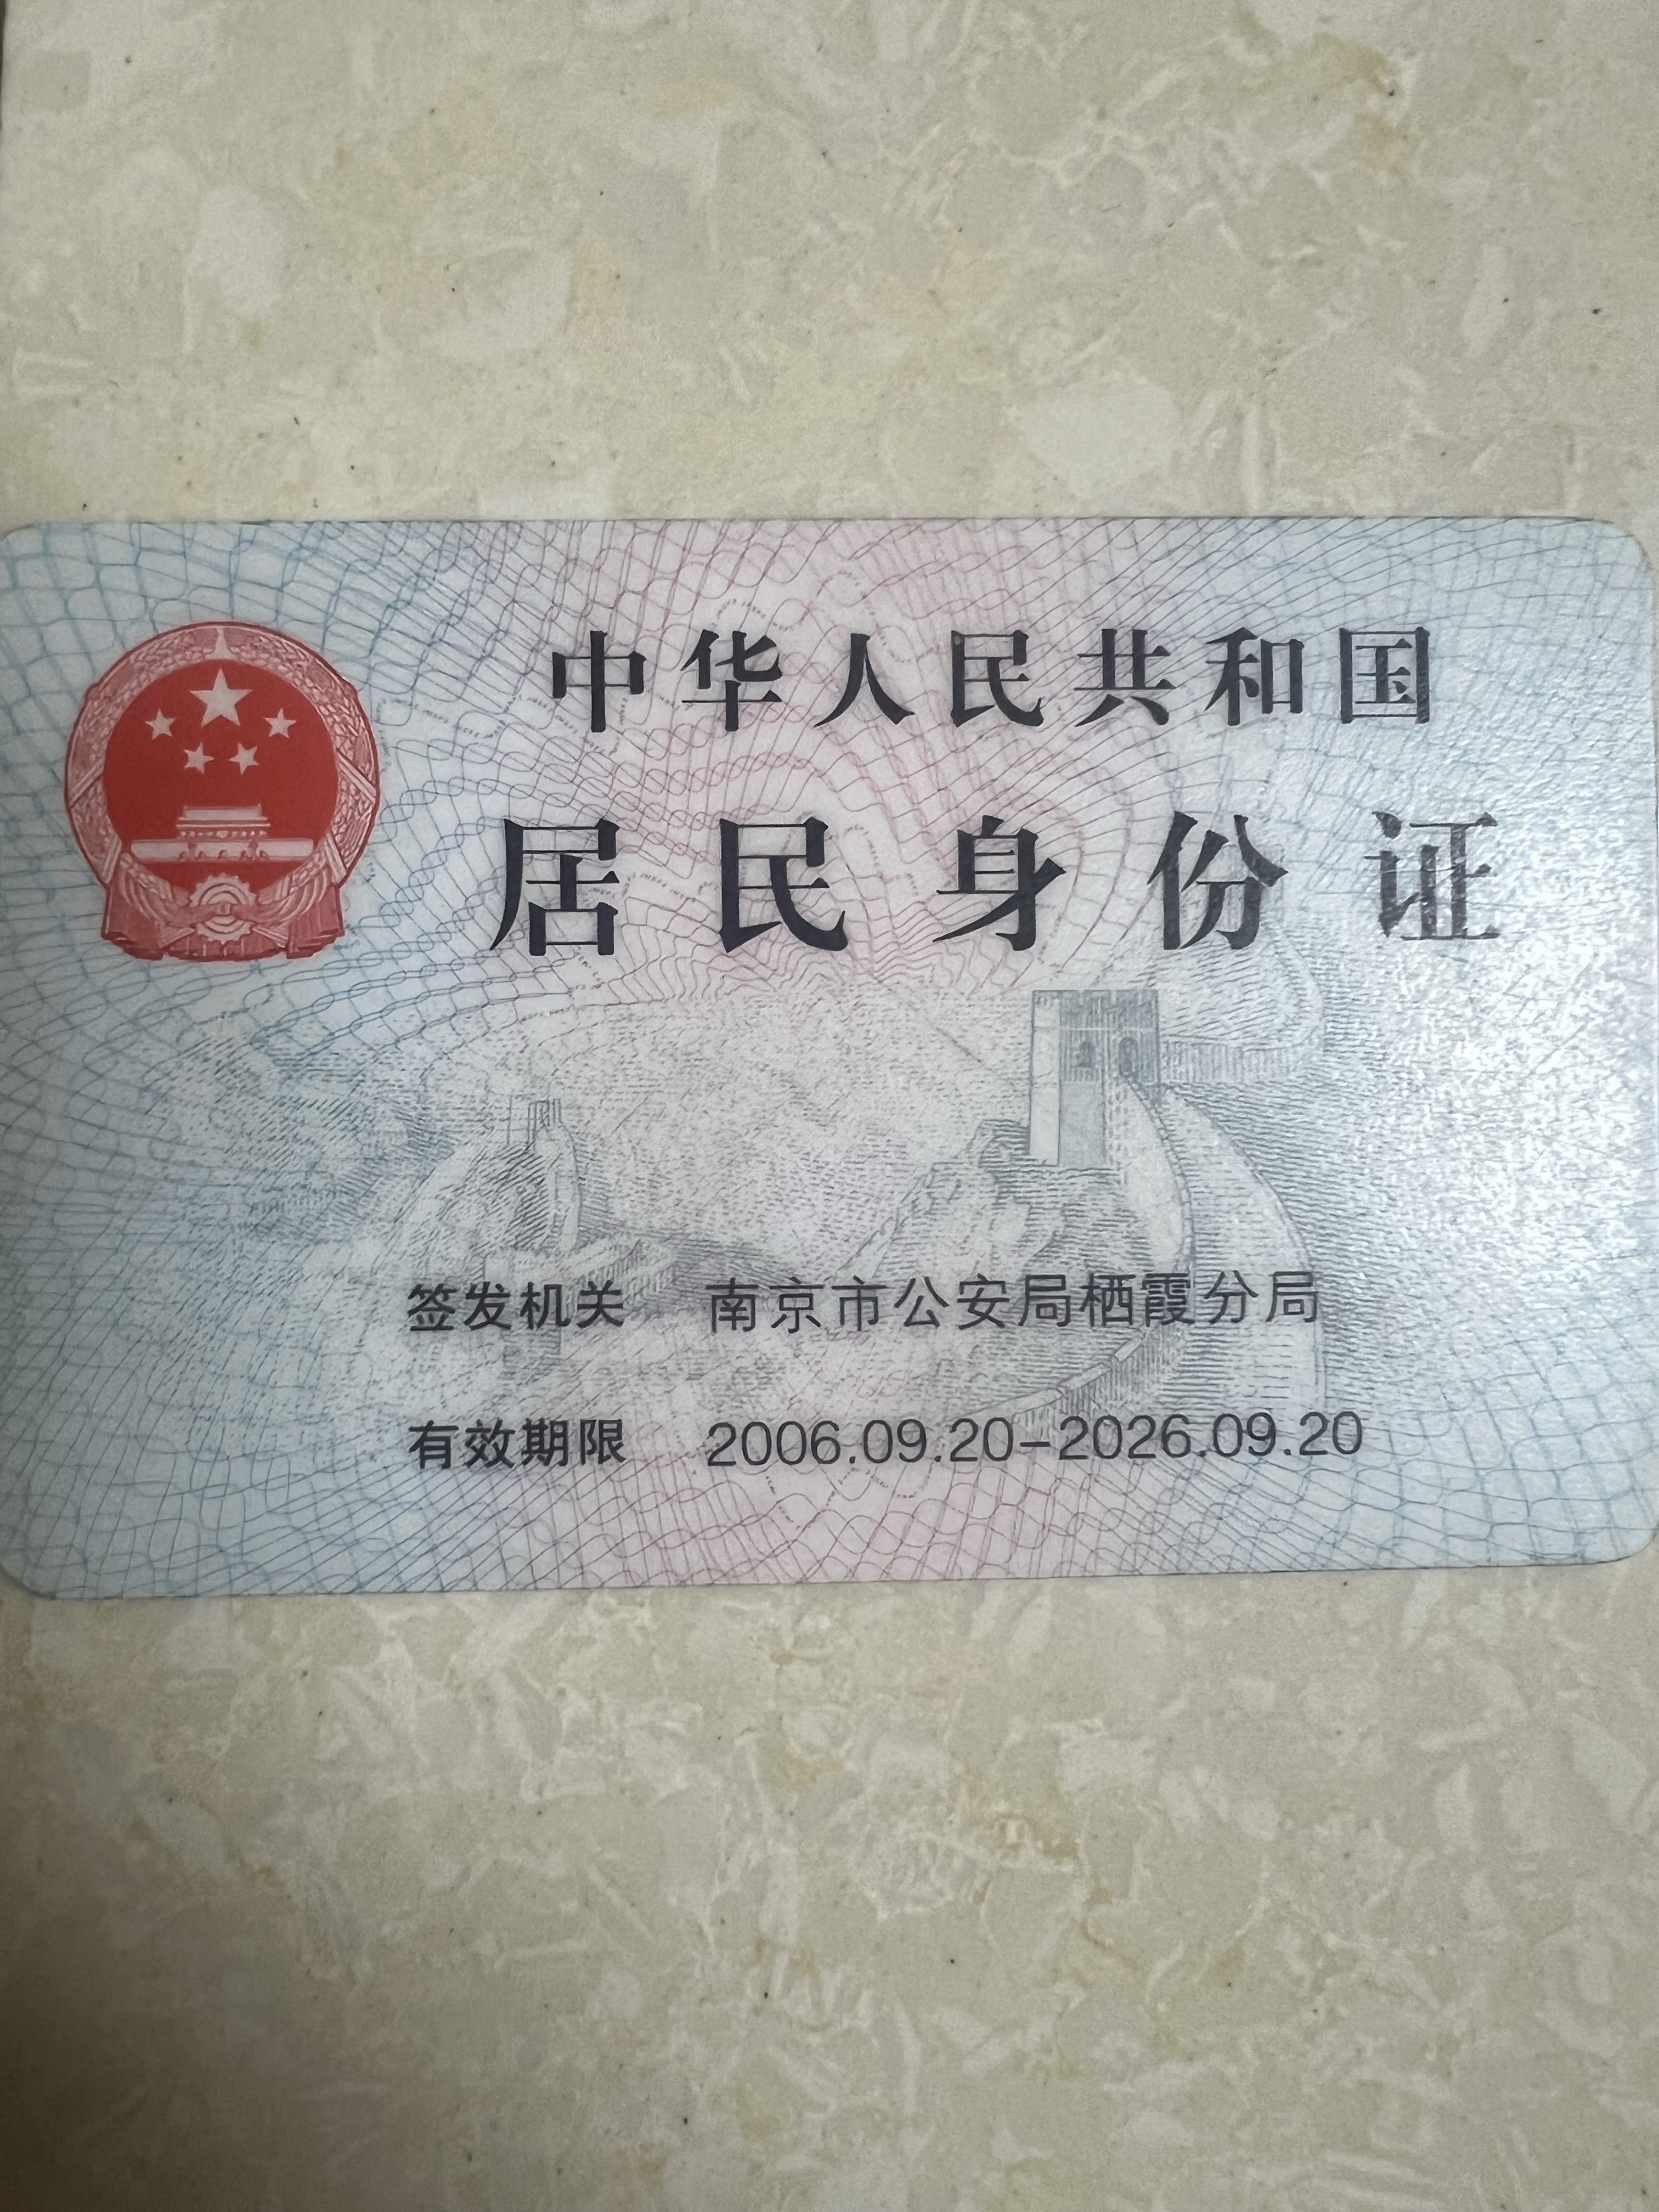 中华人民共和国
居民身份证
签发机关 南京市公安局栖霞分局
有效期限 2006.09.20-2026.09.20